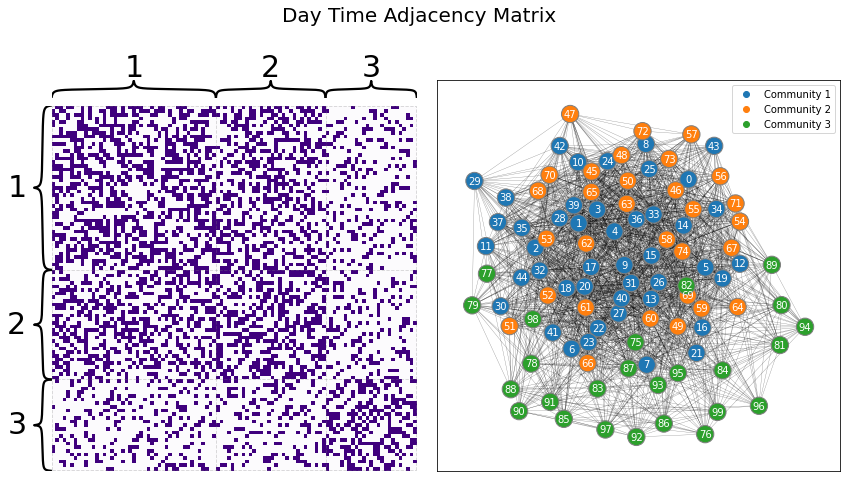 Day Time Adjacency Matrix
1 2 3
1
2
3
Community 1
Community 2
Community 3
47
72 57
8
42 43
48
10 24 73
45 25
70 50 0 56
29
68 65 46
38 39 63 71
3 55 34
28 36 33 54
37 1 14
35 4
53 58
11 2 62 74 67
15
17 9 5 12 89
77 32
44 19
20 31 26 82
18
79 52 40 13 69 80
30 61 59 64
27
98 60
51 22 49 16 94
41
23 75 81
6 21
78 66 87 7
95 84
88 83 93
91
90 99 96
85
97 86
92 76